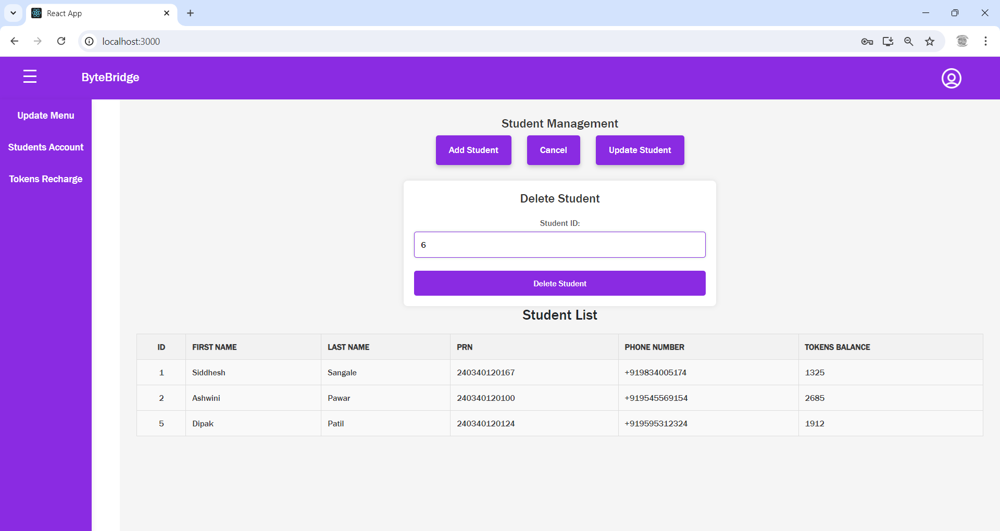 React App
localhost:3000
ByteBridge
Update Menu
Students Account
Tokens Recharge
Student Management
Add Student Cancel Update Student
Delete Student
Student ID:
6
Delete Student
Student List
ID FIRST NAME LAST NAME PRN PHONE NUMBER TOKENS BALANCE
1 Siddhesh Sangale 240340120167 +919834005174 1325
2 Ashwini Pawar 240340120100 +919545569154 2685
5 Dipak Patil 240340120124 +919595312324 1912